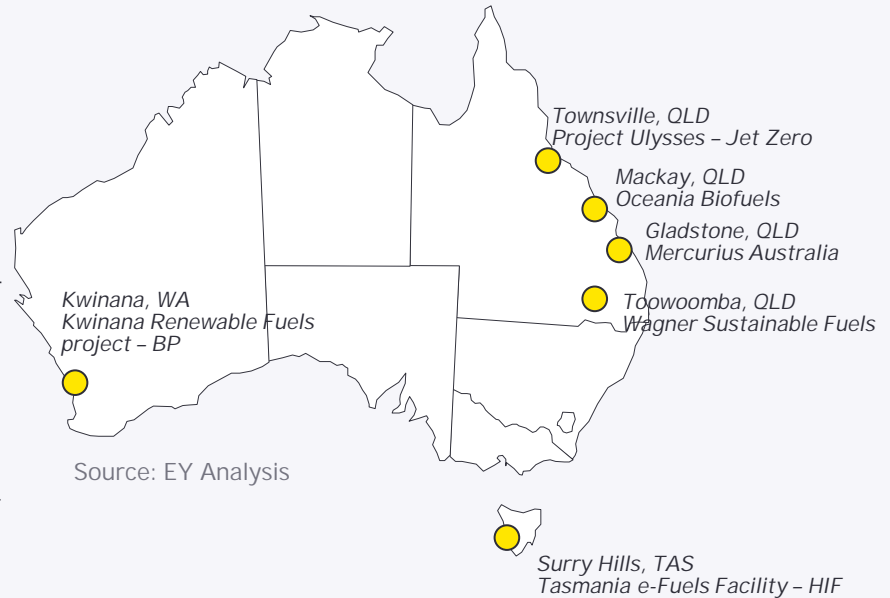 Townsville, QLD
Project Ulysses – Jet Zero
Mackay, QLD
Oceania Biofuels
Gladstone, QLD
Mercurius Australia
Toowoomba, QLD
Wagner Sustainable Fuels
Kwinana, WA
Kwinana Renewable Fuels
project – BP
Source: EY Analysis
Surry Hills, TAS
Tasmania e-Fuels Facility – HIF